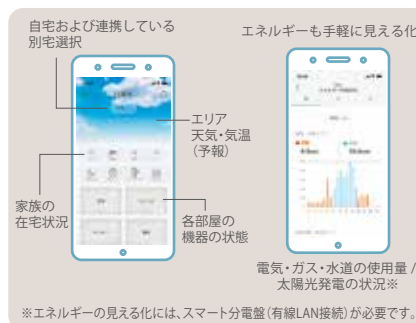 自宅および連携している
別宅選択
エリア
天気・気温
（予報）
家族の
在宅状況
各部屋の
機器の状態
エネルギーも手軽に見える化
電気・ガス・水道の使用量 /
太陽光発電の状況※
※エネルギーの見える化には、スマート分電盤（有線LAN接続）が必要です。